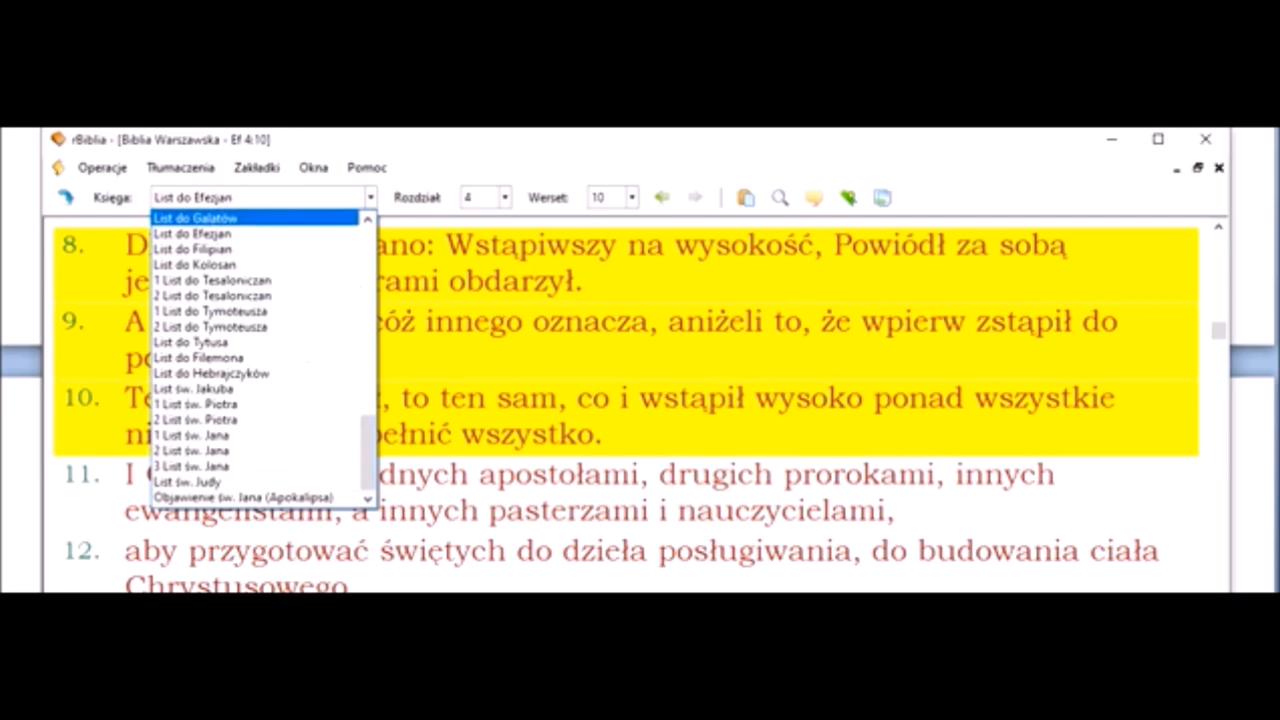 rBiblia - [Biblia Warszawska - Ef 4:10]
Operacje Tłumaczenia Zakładki Okna Pomoc
Księga: List do Efezjan Rozdział 4 Werset: 10
List do Galatów
List do Efezjan
List do Filipian
List do Kolosan
1 List do Tesaloniczan
2 List do Tesaloniczan
1 List do Tymoteusza
2 List do Tymoteusza
List do Tytusa
List do Filemona
List do Hebrajczyków
List św. Jakuba
1 List św. Piotra
2 List św. Piotra
1 List św. Jana
2 List św. Jana
3 List św. Jana
List św. Judy
Objawienie św. Jana (Apokalipsa)
8. ano: Wstąpiwszy na wysokość, Powiódł za sobą
je rami obdarzył.
9. A cóż innego oznacza, aniżeli to, że wpierw zstąpił do
po
10. Te , to ten sam, co i wstąpił wysoko ponad wszystkie
ni ełnić wszystko.
11. I dnych apostołami, drugich prorokami, innych
ewangelistami, a innych pasterzami i nauczycielami,
12. aby przygotować świętych do dzieła posługiwania, do budowania ciała
Chrystusowego